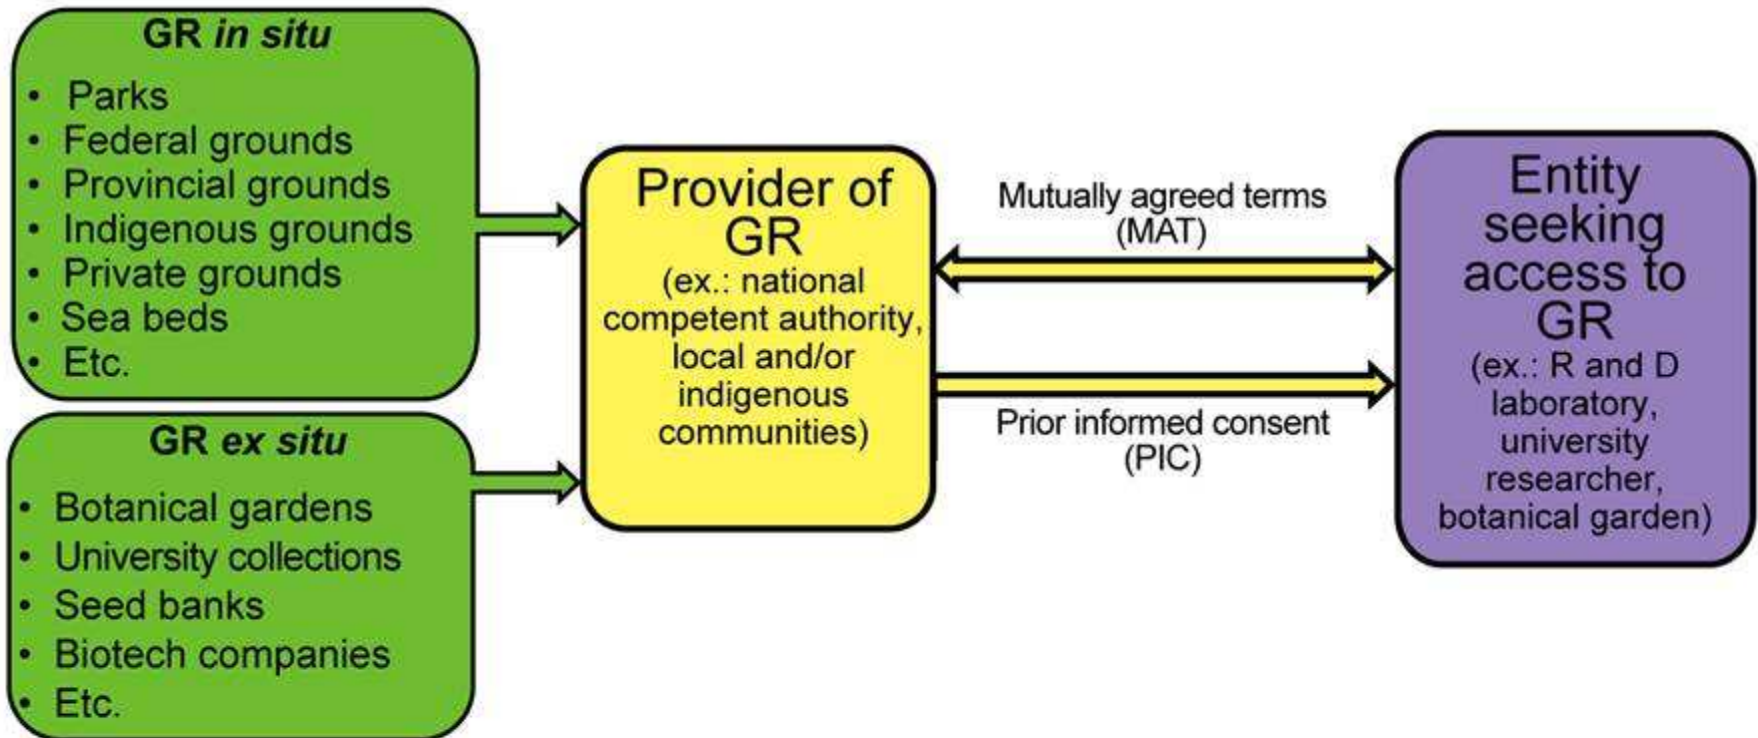 GR in situ
• Parks
• Federal grounds
• Provincial grounds
• Indigenous grounds
• Private grounds
• Sea beds
• Etc.
GR ex situ
• Botanical gardens
• University collections
• Seed banks
• Biotech companies
• Etc.
Provider of
GR
(ex.: national
competent authority,
local and/or
indigenous
communities)
Mutually agreed terms
(MAT)
Prior informed consent
(PIC)
Entity
seeking
access to
GR
(ex.: R and D
laboratory,
university
researcher,
botanical garden)